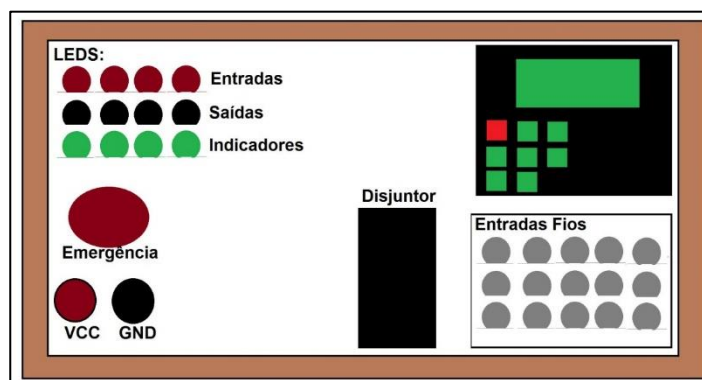 LEDS:
Entradas
Saídas
Indicadores
Emergência
VCC
GND
Disjuntor
Entradas Fios